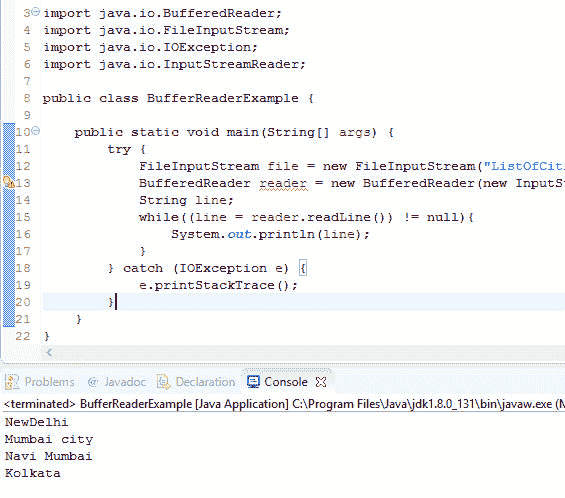 3 import java.io.BufferedReader;
4 import java.io.FileInputStream;
5 import java.io.IOException;
6 import java.io.InputStreamReader;
7
8 public class BufferReaderExample {
9
10 public static void main(String[] args) {
11 try {
12 FileInputStream file = new FileInputStream("ListOfCit
13 BufferedReader reader = new BufferedReader(new InputS
14 String line;
15 while((line = reader.readLine()) != null){
16 System.out.println(line);
17 }
18 } catch (IOException e) {
19 e.printStackTrace();
20 }
21 }
22 }
Problems @ Javadoc Declaration Console
<terminated> BufferReaderExample [Java Application] C:\Program Files\Java\jdk1.8.0_131\bin\javaw.exe (M
NewDelhi
Mumbai city
Navi Mumbai
Kolkata